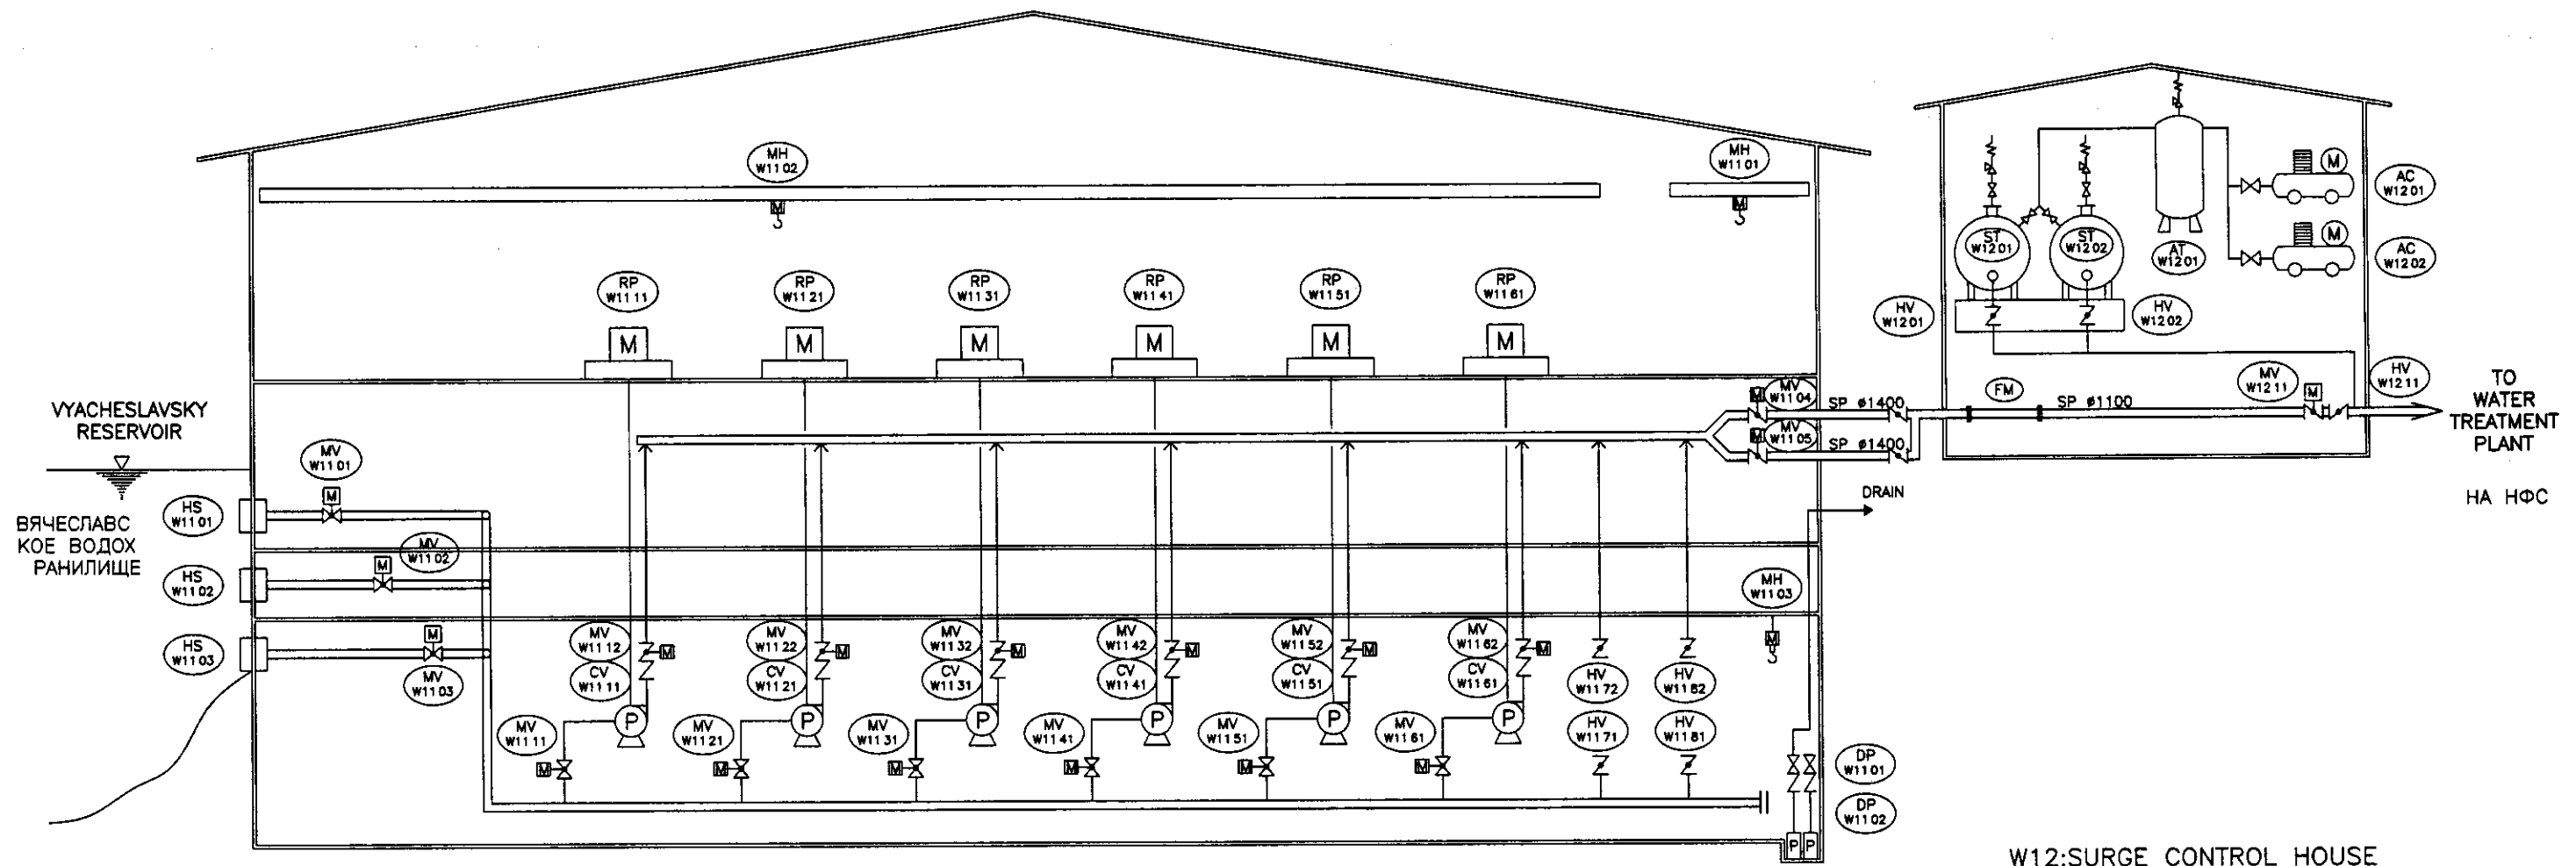 MH
W1102
MH
W1101
M
M
RP
W1111
RP
W1121
RP
W1131
RP
W1141
RP
W1151
RP
W1161
M
M
M
M
M
M
VYACHESLAVSKY
RESERVOIR
ВЯЧЕСЛАВС
КОЕ ВОДОХ
РАНИЛИЩЕ
HS
W1101
HS
W1102
HS
W1103
MV
W1101
M
MV
W1102
M
M
MV
W1103
MV
W1112
CV
W1111
M
MV
W1122
CV
W1121
M
MV
W1132
CV
W1131
M
MV
W1142
CV
W1141
M
MV
W1152
CV
W1151
M
MV
W1162
CV
W1161
M
HV
W1172
HV
W1171
HV
W1182
HV
W1181
MH
W1103
M
P
P
P
P
P
P
MV
W1111
M
MV
W1121
M
MV
W1131
M
MV
W1141
M
MV
W1151
M
MV
W1161
M
DP
W1101
DP
W1102
P P
M
MV
W1104
SP ø1400
M
MV
W1105
SP ø1400
DRAIN
ST
W1201
ST
W1202
AT
W1201
M
AC
W1201
M
AC
W1202
HV
W1201
HV
W1202
FM
SP ø1100
MV
W1211
M
HV
W1211
TO
WATER
TREATMENT
PLANT
НА НФС
W12:SURGE CONTROL HOUSE